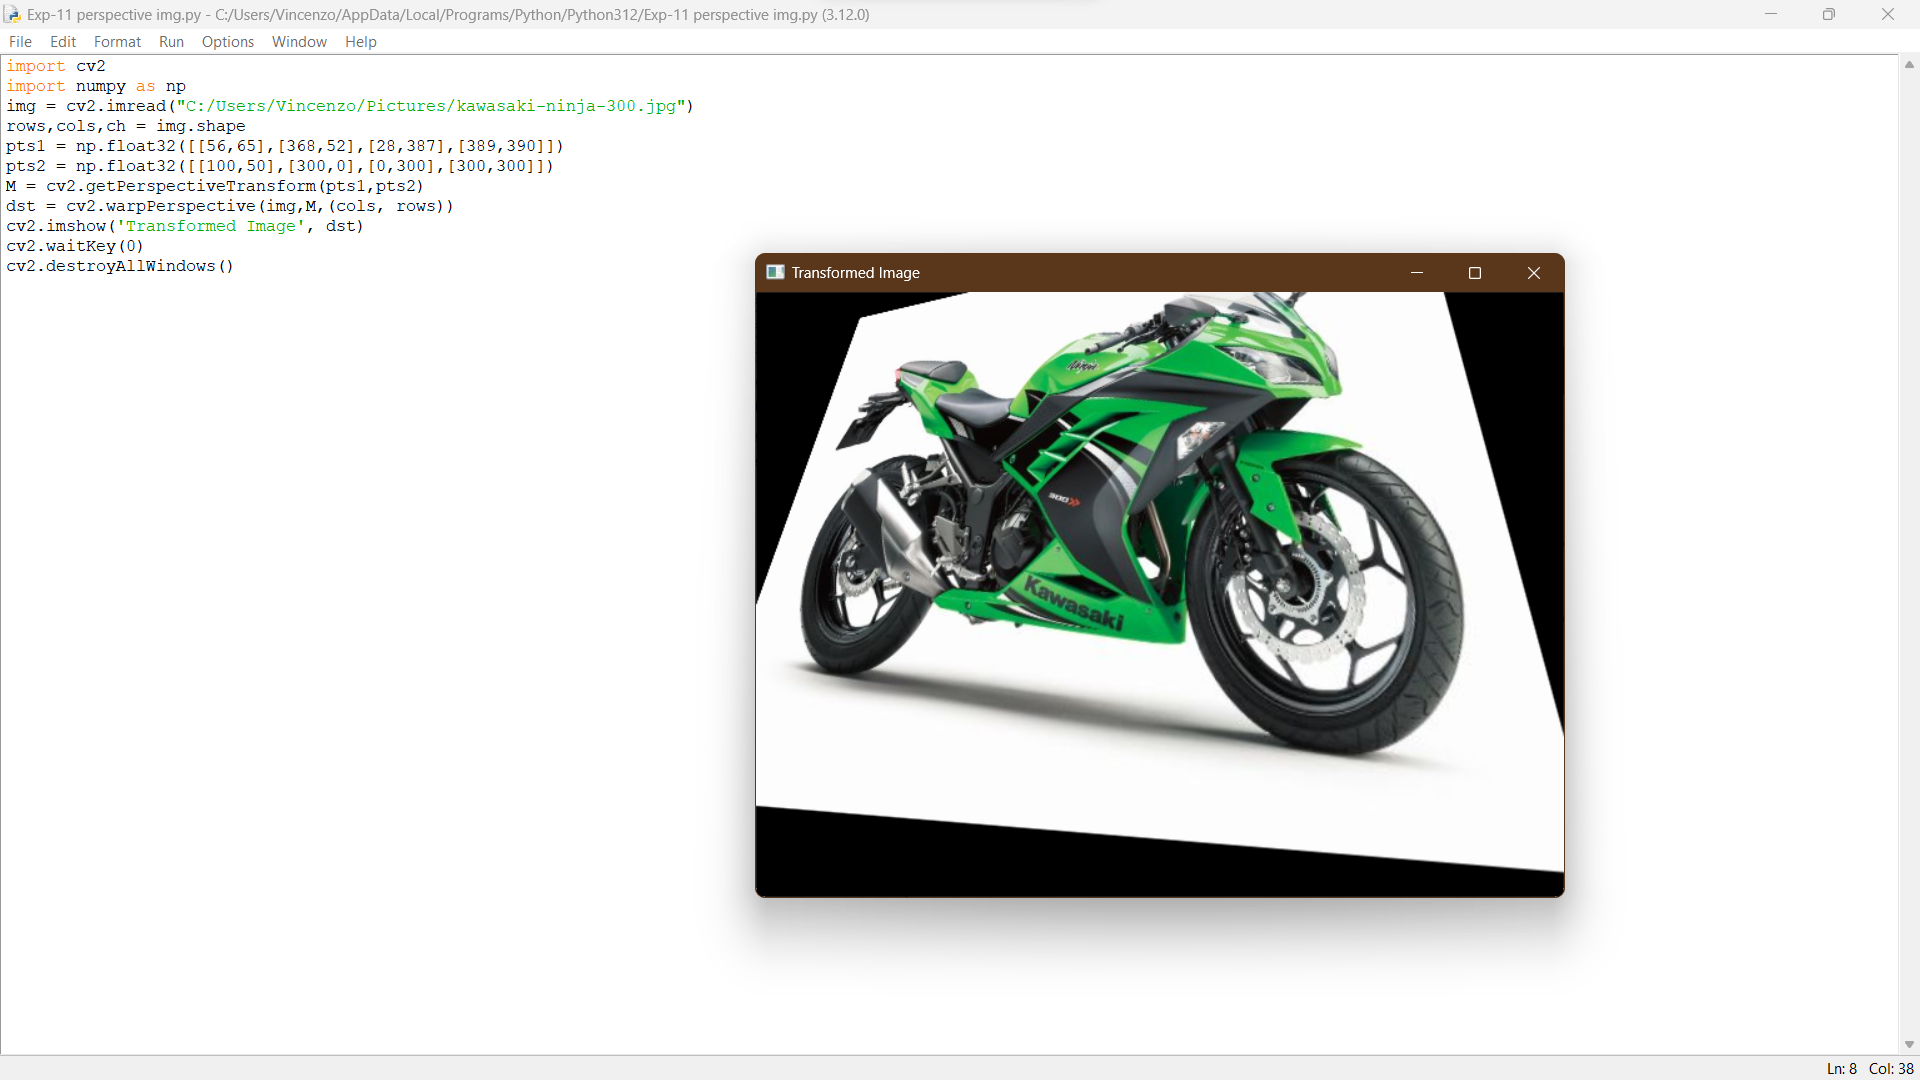 Exp-11 perspective img.py - C:/Users/Vincenzo/AppData/Local/Programs/Python/Python312/Exp-11 perspective img.py (3.12.0)
File Edit Format Run Options Window Help
import cv2
import numpy as np
img = cv2.imread("C:/Users/Vincenzo/Pictures/kawasaki-ninja-300.jpg")
rows,cols,ch = img.shape
pts1 = np.float32([[56,65],[368,52],[28,387],[389,390]])
pts2 = np.float32([[100,50],[300,0],[0,300],[300,300]])
M = cv2.getPerspectiveTransform(pts1,pts2)
dst = cv2.warpPerspective(img,M,(cols, rows))
cv2.imshow('Transformed Image', dst)
cv2.waitKey(0)
cv2.destroyAllWindows()
Transformed Image
Ninja
300
Kawasaki
Ln: 8 Col: 38